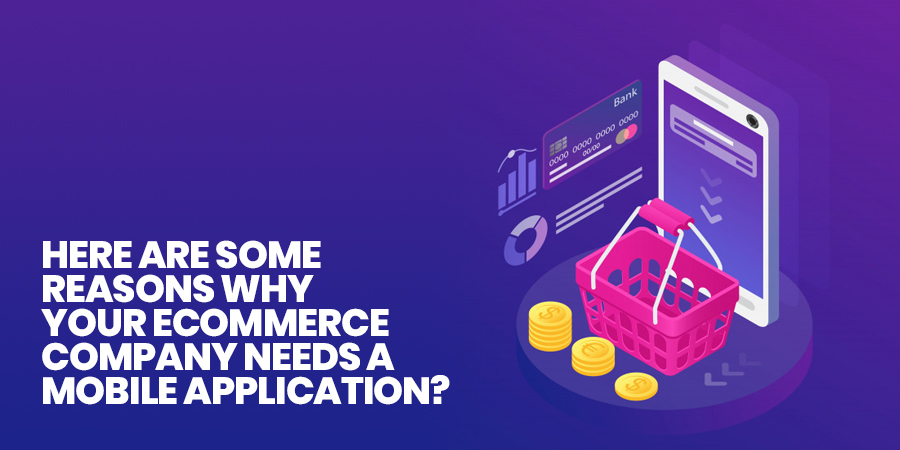 HERE ARE SOME
REASONS WHY
YOUR ECOMMERCE
COMPANY NEEDS A
MOBILE APPLICATION?
Bank
0000 0000 0000 0000
00/00